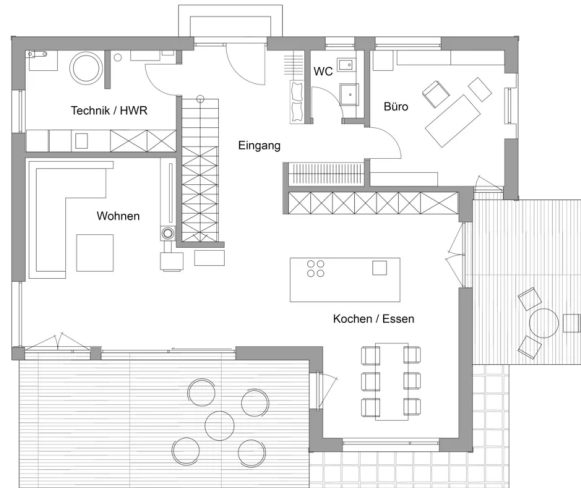 WC
Technik / HWR
Büro
Eingang
Wohnen
Kochen / Essen